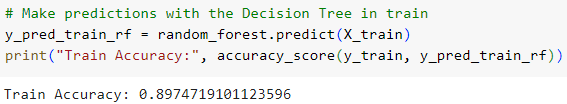 # Make predictions with the Decision Tree in train
y_pred_train_rf = random_forest.predict(X_train)
print("Train Accuracy:", accuracy_score(y_train, y_pred_train_rf))
Train Accuracy: 0.8974719101123596